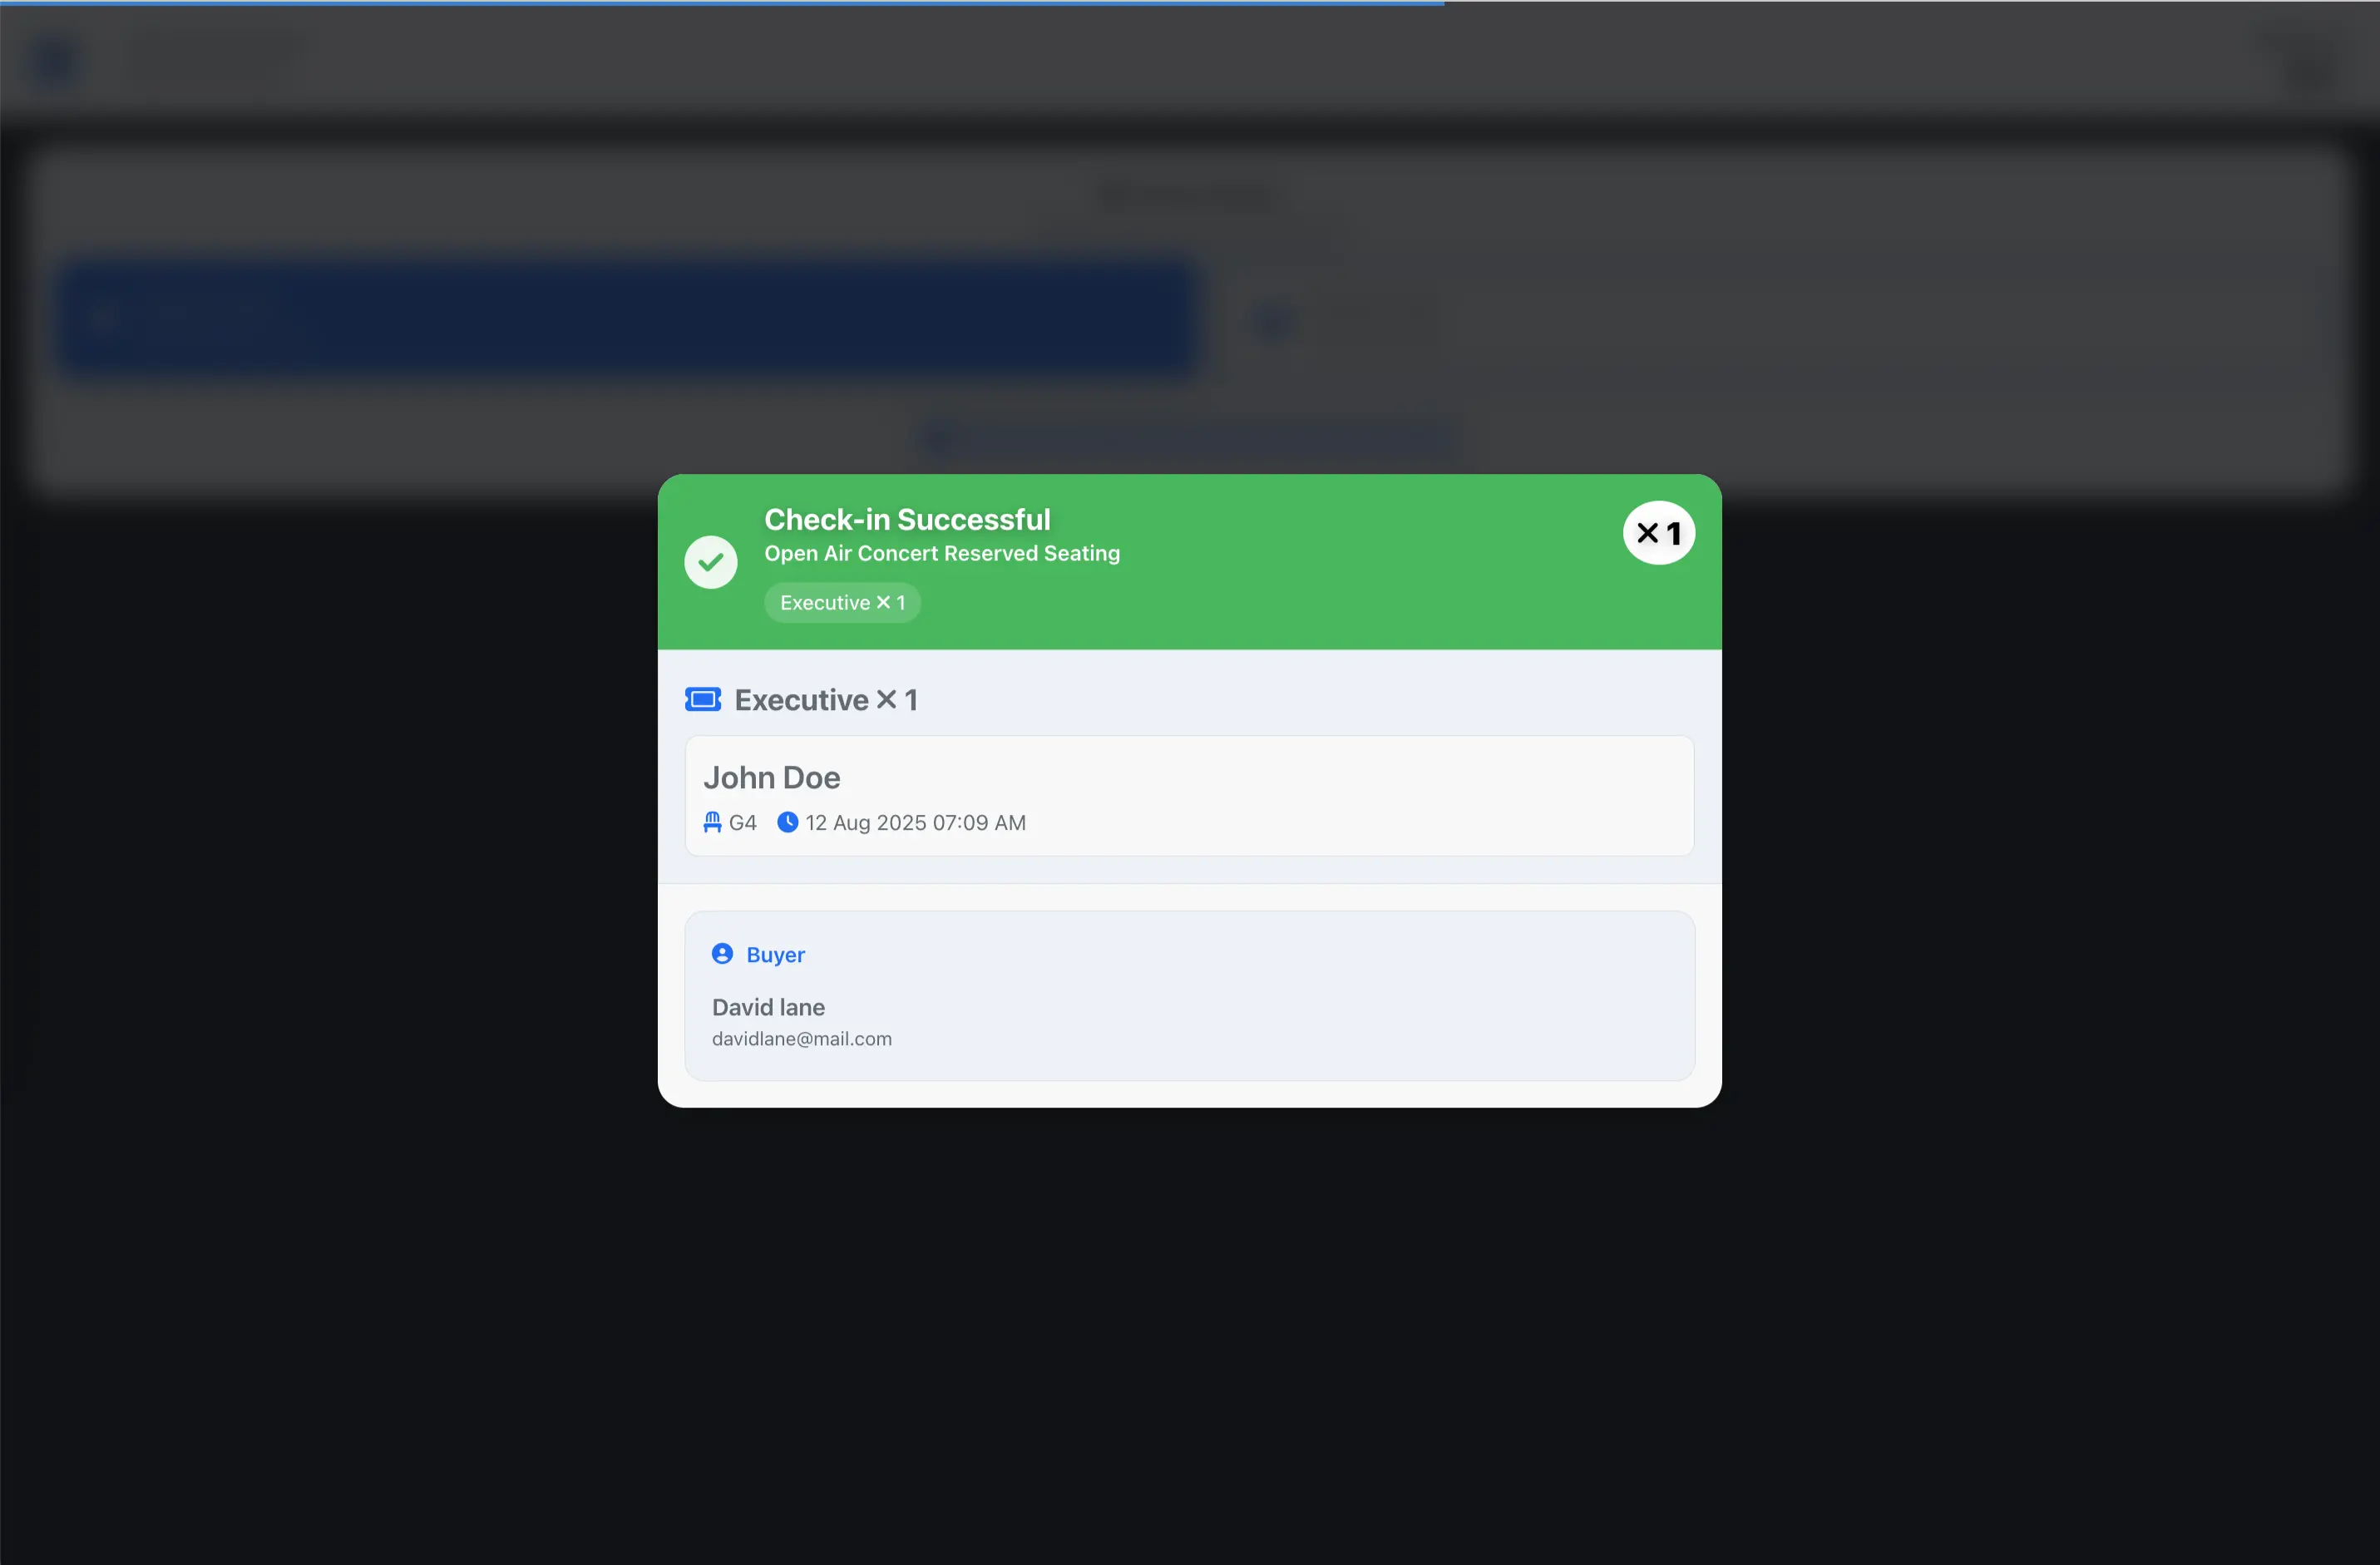 Check-in Successful
Open Air Concert Reserved Seating
× 1
Executive × 1
Executive × 1
John Doe
G4 12 Aug 2025 07:09 AM
Buyer
David lane
davidlane@mail.com